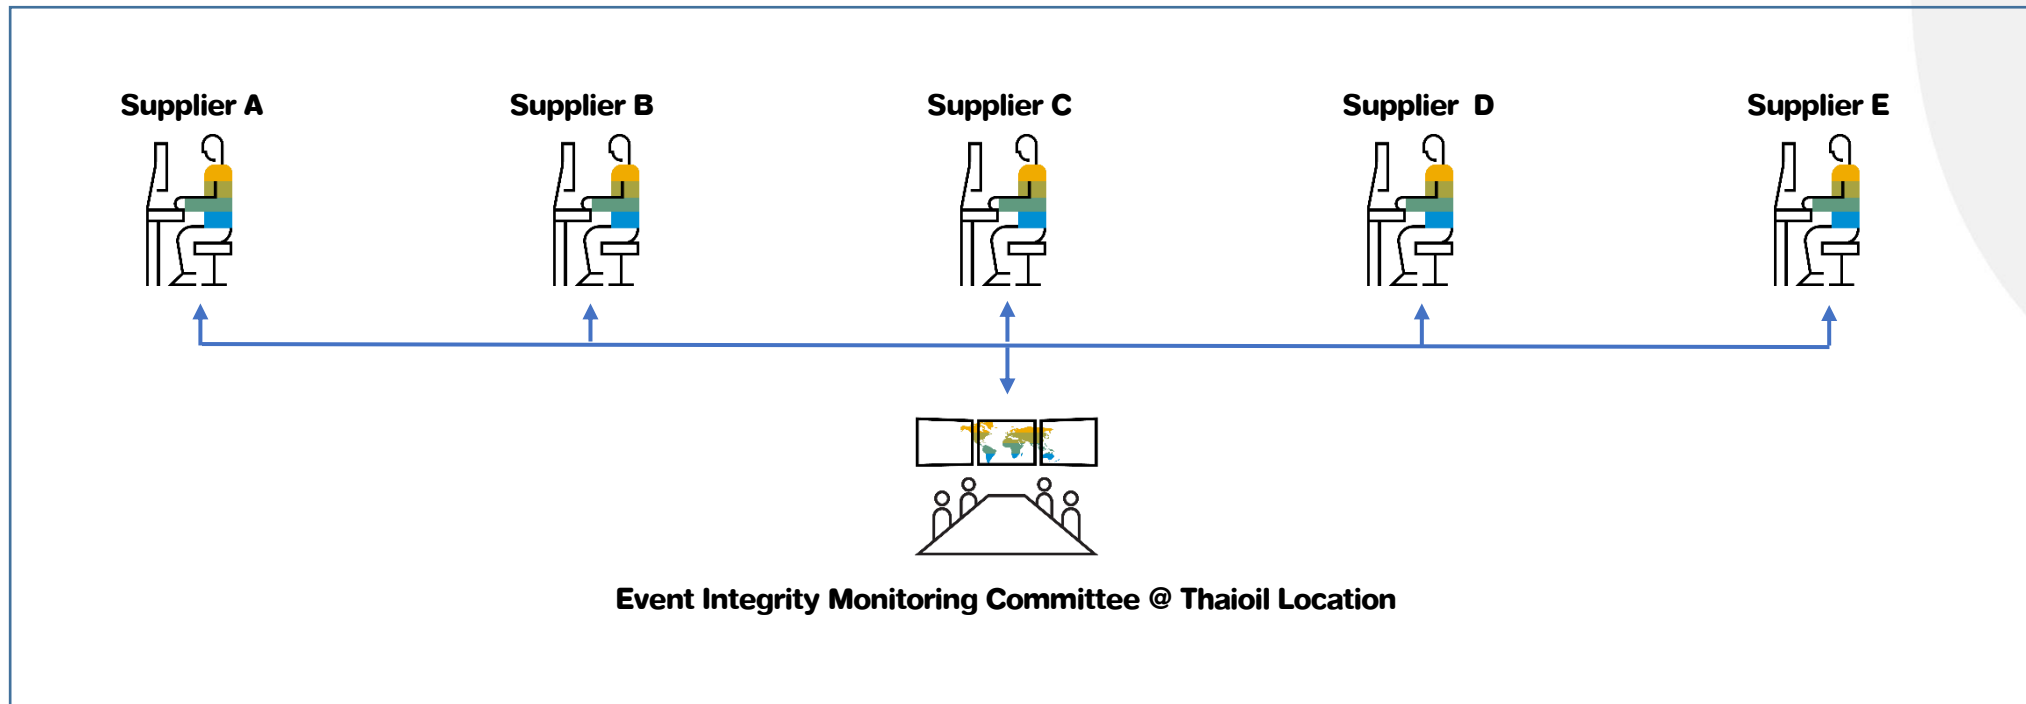 Supplier A
Supplier B
Supplier C
Supplier D
Supplier E
Event Integrity Monitoring Committee @ Thaioil Location